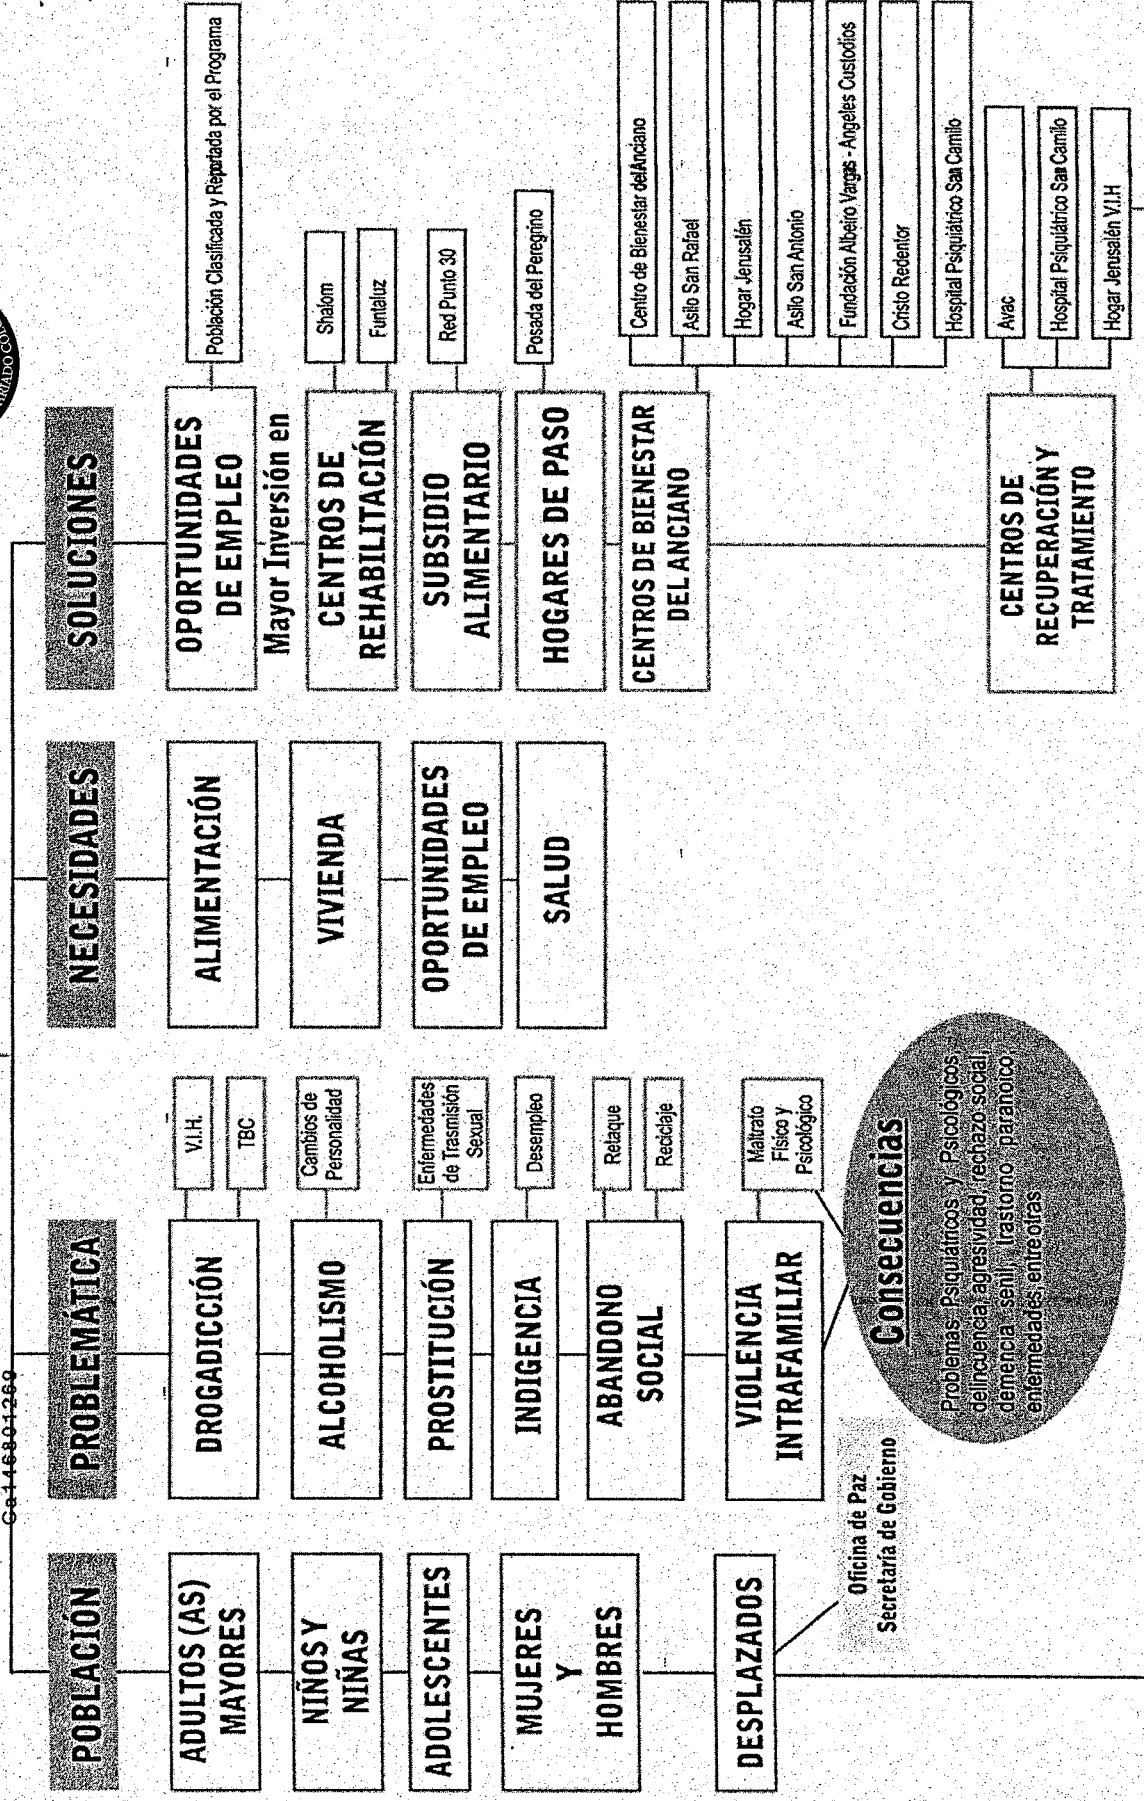 Ca146801269
POBLACIÓN
ADULTOS (AS)
MAYORES
NIÑOS Y
NIÑAS
ADOLESCENTES
MUJERES
Y
HOMBRES
DESPLAZADOS
Oficina de Paz
Secretaría de Gobierno
PROBLEMÁTICA
DROGADICCIÓN
V.I.H.
TBC
ALCOHOLISMO
Cambios de
Personalidad
PROSTITUCIÓN
Enfermedades
de Trasmisión
Sexual
INDIGENCIA
Desempleo
ABANDONO
SOCIAL
Retaque
Reciclaje
VIOLENCIA
INTRAFAMILIAR
Maltrato
Físico y
Psicológico
Consecuencias
Problemas Psiquiátricos y Psicológicos,
delincuencia, agresividad, rechazo social,
demencia senil, trastorno paranoico,
enfermedades entre otras
NECESIDADES
ALIMENTACIÓN
VIVIENDA
OPORTUNIDADES
DE EMPLEO
SALUD
SOLUCIONES
OPORTUNIDADES
DE EMPLEO
Población Clasificada y Reportada por el Programa
Mayor Inversión en
CENTROS DE
REHABILITACIÓN
Shalom
Funtaluz
SUBSIDIO
ALIMENTARIO
Red Punto 30
HOGARES DE PASO
Posada del Peregrino
CENTROS DE BIENESTAR
DEL ANCIANO
Centro de Bienestar del Anciano
Asilo San Rafael
Hogar Jerusalén
Asilo San Antonio
Fundación Albeiro Vargas - Angeles Custodios
Cristo Redentor
Hospital Psiquiátrico San Camilo
CENTROS DE
RECUPERACIÓN Y
TRATAMIENTO
Avac
Hospital Psiquiátrico San Camilo
Hogar Jerusalén V.I.H